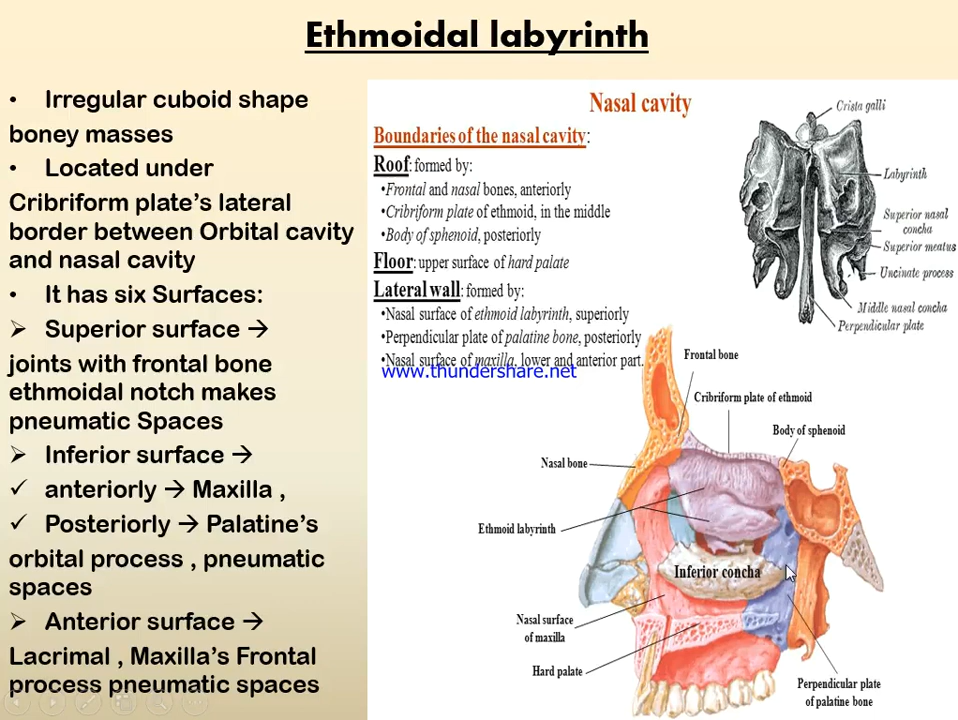 Ethmoidal labyrinth
• Irregular cuboid shape
boney masses
• Located under
Cribriform plate's lateral
border between Orbital cavity
and nasal cavity
• It has six Surfaces:
➢ Superior surface →
joints with frontal bone
ethmoidal notch makes
pneumatic Spaces
➢ Inferior surface →
✓ anteriorly → Maxilla ,
✓ Posteriorly → Palatine's
orbital process , pneumatic
spaces
➢ Anterior surface →
Lacrimal , Maxilla's Frontal
process pneumatic spaces
Nasal cavity
Boundaries of the nasal cavity:
Roof: formed by:
•Frontal and nasal bones, anteriorly
•Cribriform plate of ethmoid, in the middle
•Body of sphenoid, posteriorly
Floor: upper surface of hard palate
Lateral wall: formed by:
•Nasal surface of ethmoid labyrinth, superiorly
•Perpendicular plate of palatine bone, posteriorly
•Nasal surface of maxilla, lower and anterior part.
www.thundershare.net
Crista galli
Labyrinth
Superior nasal
concha
Superior meatus
Uncinate process
Middle nasal concha
Perpendicular plate
Frontal bone
Cribriform plate of ethmoid
Body of sphenoid
Nasal bone
Ethmoid labyrinth
Inferior concha
Nasal surface
of maxilla
Hard palate
Perpendicular plate
of palatine bone